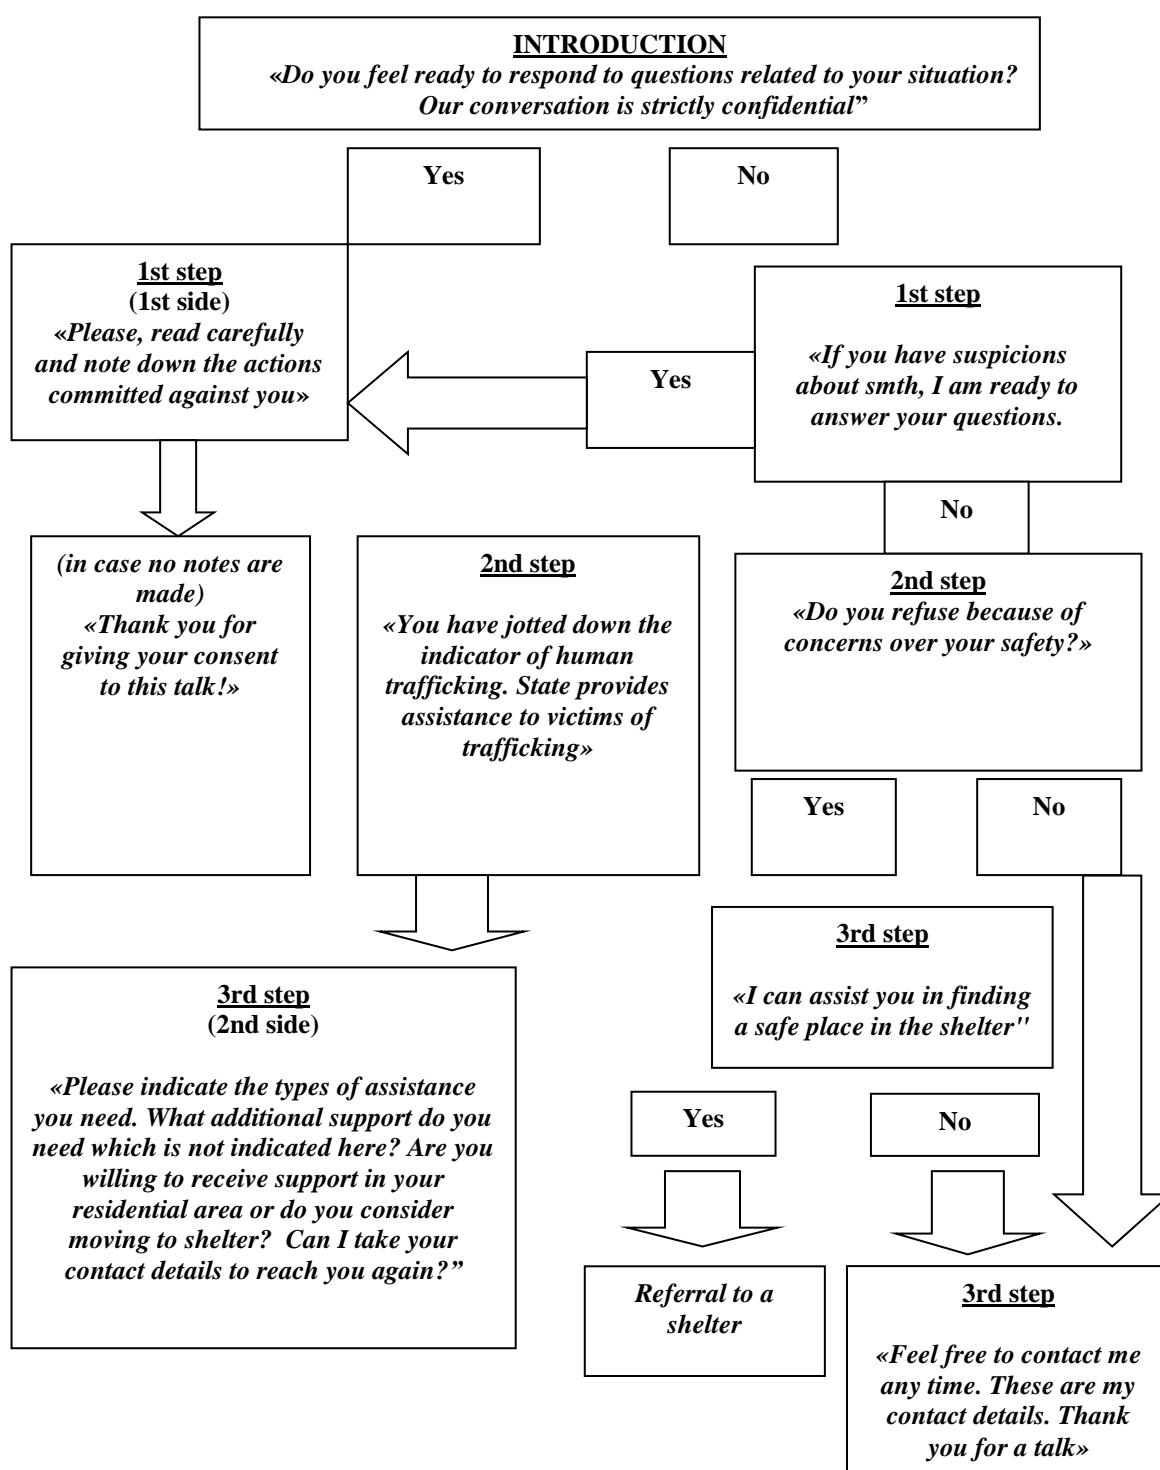 INTRODUCTION
«Do you feel ready to respond to questions related to your situation?
Our conversation is strictly confidential”
Yes
No
1st step
(1st side)
«Please, read carefully
and note down the actions
committed against you»
Yes
1st step
«If you have suspicions
about smth, I am ready to
answer your questions.
No
(in case no notes are
made)
«Thank you for
giving your consent
to this talk!»
2nd step
«You have jotted down the
indicator of human
trafficking. State provides
assistance to victims of
trafficking»
2nd step
«Do you refuse because of
concerns over your safety?»
Yes
No
3rd step
«I can assist you in finding
a safe place in the shelter"
3rd step
(2nd side)
«Please indicate the types of assistance
you need. What additional support do you
need which is not indicated here? Are you
willing to receive support in your
residential area or do you consider
moving to shelter?  Can I take your
contact details to reach you again?”
Yes
No
Referral to a
shelter
3rd step
«Feel free to contact me
any time. These are my
contact details. Thank
you for a talk»